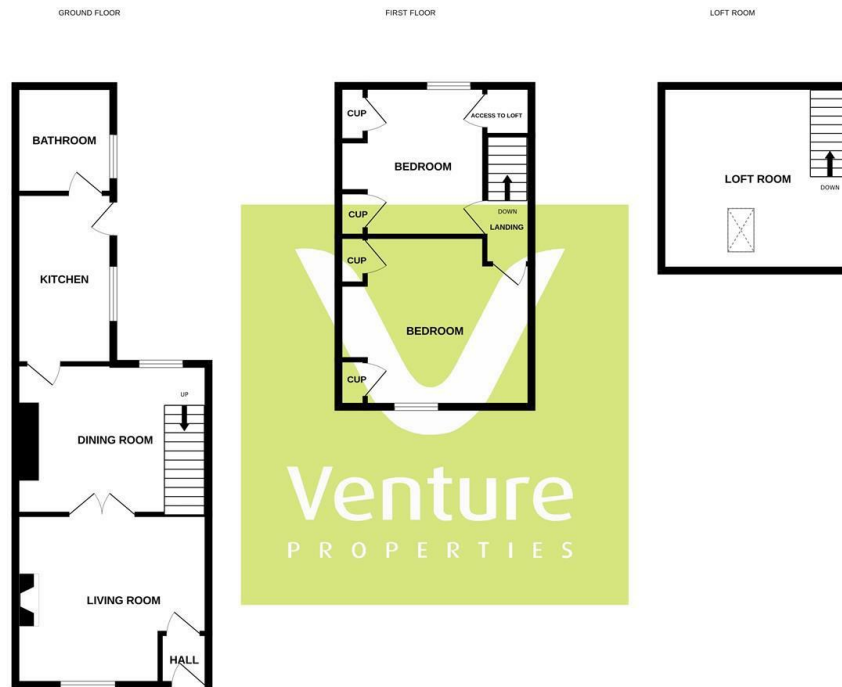 GROUND FLOOR
BATHROOM
KITCHEN
UP
DINING ROOM
LIVING ROOM
HALL
FIRST FLOOR
CUP
ACCESS TO LOFT
BEDROOM
CUP
DOWN
LANDING
CUP
BEDROOM
CUP
Venture
PROPERTIES
LOFT ROOM
LOFT ROOM
DOWN